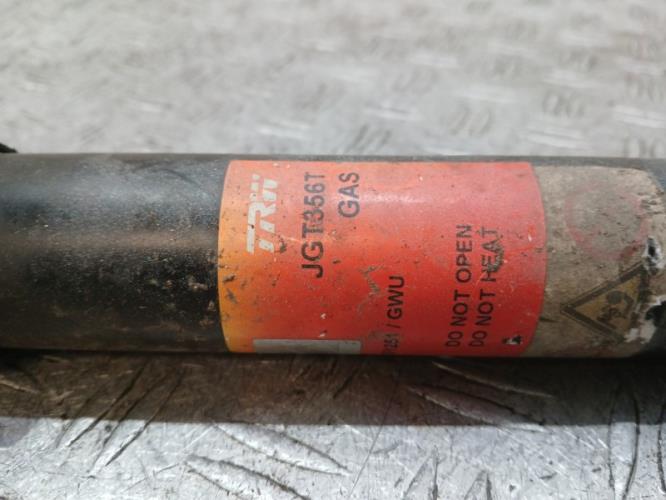 TRW
JGT356T
GAS
/ GWU
DO NOT OPEN
DO NOT HEAT